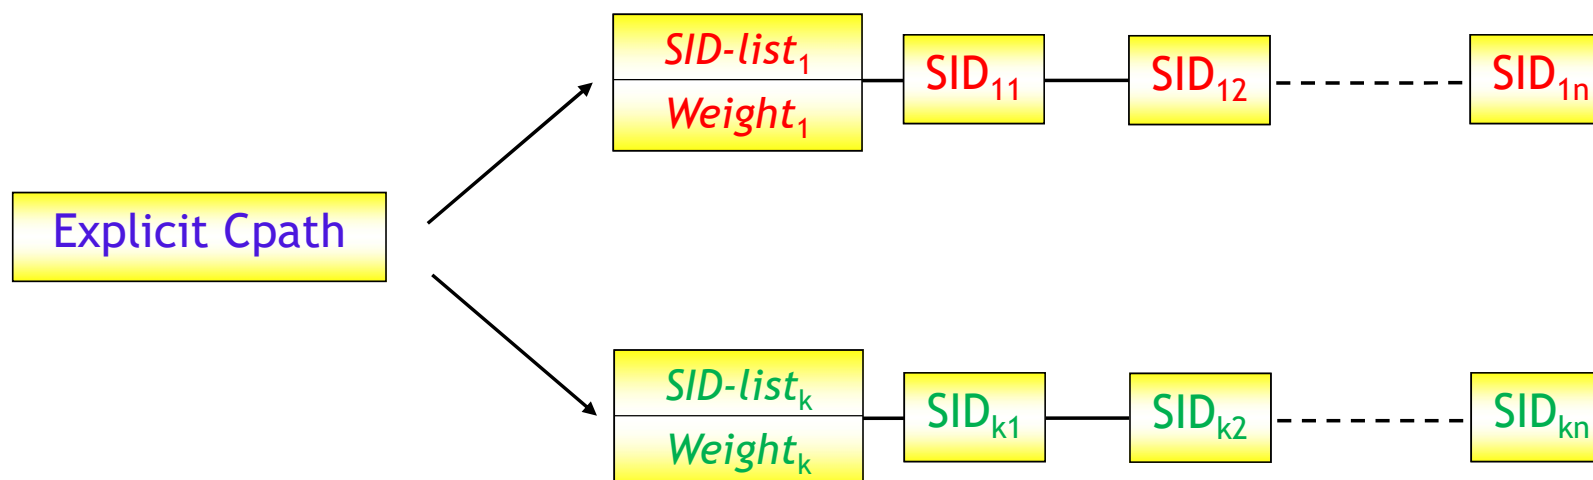 SID-list₁
Weight₁
SID₁₁
SID₁₂
SID₁ₙ
Explicit Cpath
SID-listₖ
Weightₖ
SIDₖ₁
SIDₖ₂
SIDₖₙ